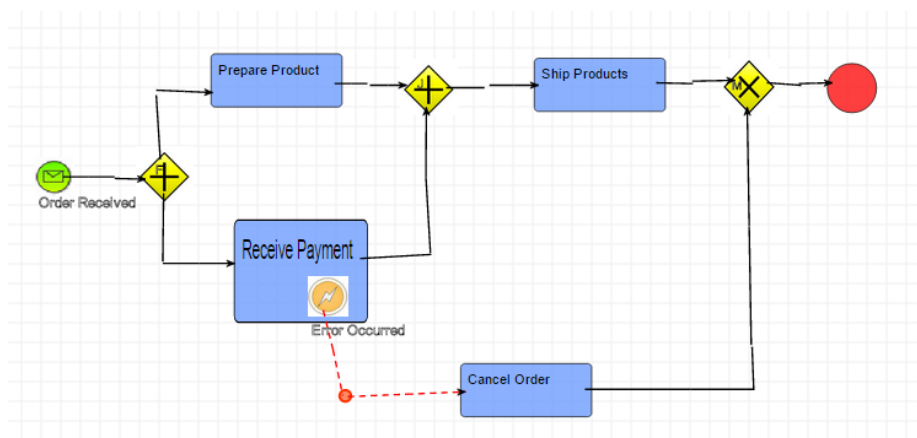 Prepare Product
J
Ship Products
M
F
Order Received
Receive Payment
Error Occurred
Cancel Order